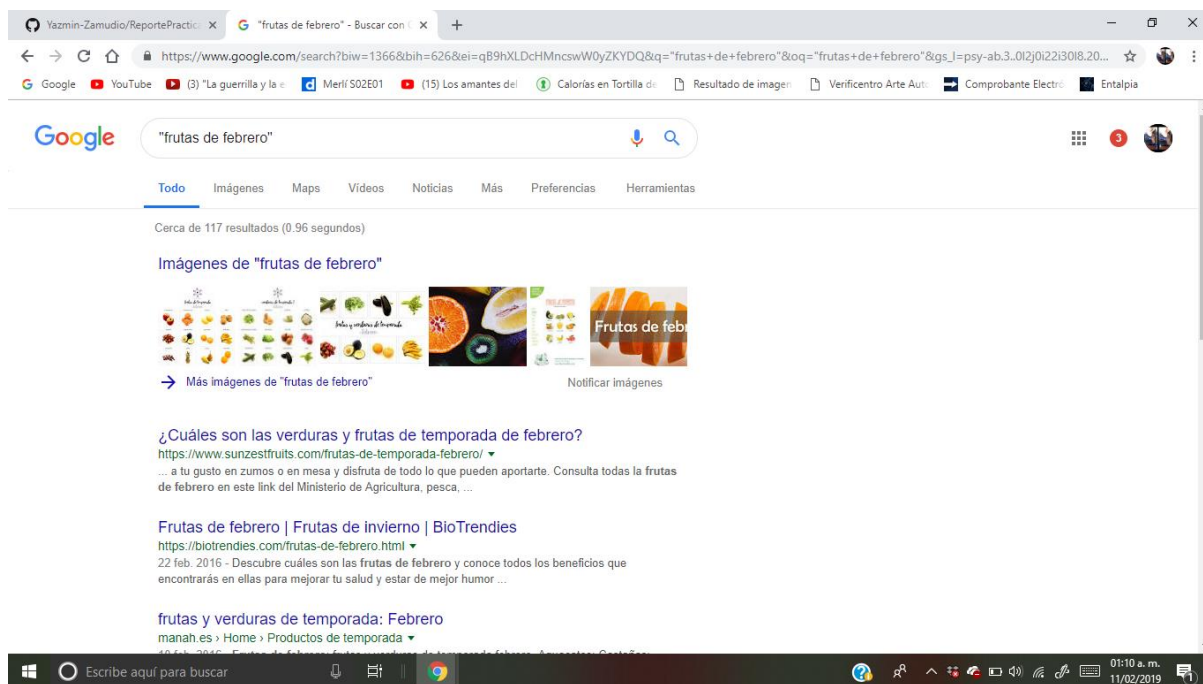 Yazmin-Zamudio/ReportePractic
"frutas de febrero" - Buscar con G
https://www.google.com/search?biw=1366&bih=626&ei=qB9hXLDcHMncswW0yZKYDQ&q="frutas+de+febrero"&oq="frutas+de+febrero"&gs_l=psy-ab.3..0l2j0i22i30l8.20...
Google YouTube (3) "La guerrilla y la e Merlí S02E01 (15) Los amantes del Calorías en Tortilla de Resultado de imagen Verificentro Arte Auto Comprobante Electró Entalpia
Google "frutas de febrero" 3
Todo Imágenes Maps Vídeos Noticias Más Preferencias Herramientas
Cerca de 117 resultados (0.96 segundos)
Imágenes de "frutas de febrero"
Frutos de febr
Más imágenes de "frutas de febrero" Notificar imágenes
¿Cuáles son las verduras y frutas de temporada de febrero?
https://www.sunzestfruits.com/frutas-de-temporada-febrero/
... a tu gusto en zumos o en mesa y disfruta de todo lo que pueden aportarte. Consulta todas la frutas
de febrero en este link del Ministerio de Agricultura, pesca, ...
Frutas de febrero | Frutas de invierno | BioTrendies
https://biotrendies.com/frutas-de-febrero.html
22 feb. 2016 - Descubre cuáles son las frutas de febrero y conoce todos los beneficios que
encontrarás en ellas para mejorar tu salud y estar de mejor humor ...
frutas y verduras de temporada: Febrero
manah.es › Home › Productos de temporada
Escribe aquí para buscar
01:10 a. m.
11/02/2019